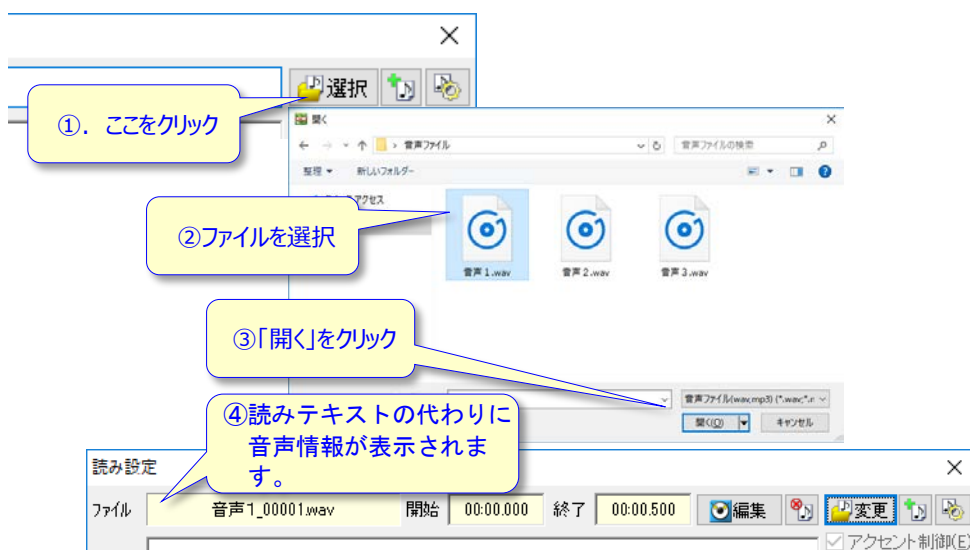 選択
①. ここをクリック
開く
音声ファイル
音声ファイルの検索
整理
新しいフォルダー
アクセス
②ファイルを選択
音声1.wav
音声2.wav
音声3.wav
③「開く」をクリック
音声ファイル(wav,mp3) (*.wav;*.m
開く(O)
キャンセル
④読みテキストの代わりに
音声情報が表示されま
す。
読み設定
ファイル
音声1_00001.wav
開始
00:00.000
終了
00:00.500
編集
変更
アクセント制御(E)